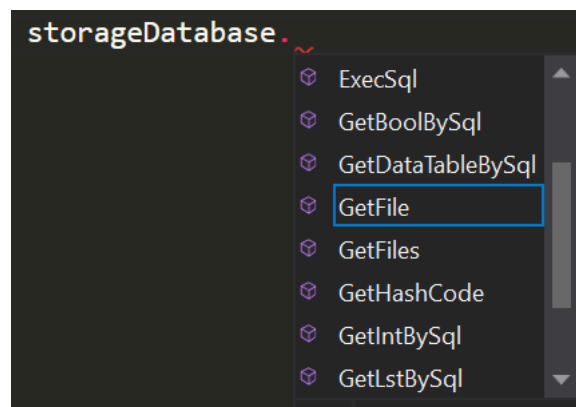 storageDatabase.
ExecSql
GetBoolBySql
GetDataTableBySql
GetFile
GetFiles
GetHashCode
GetIntBySql
GetLstBySql